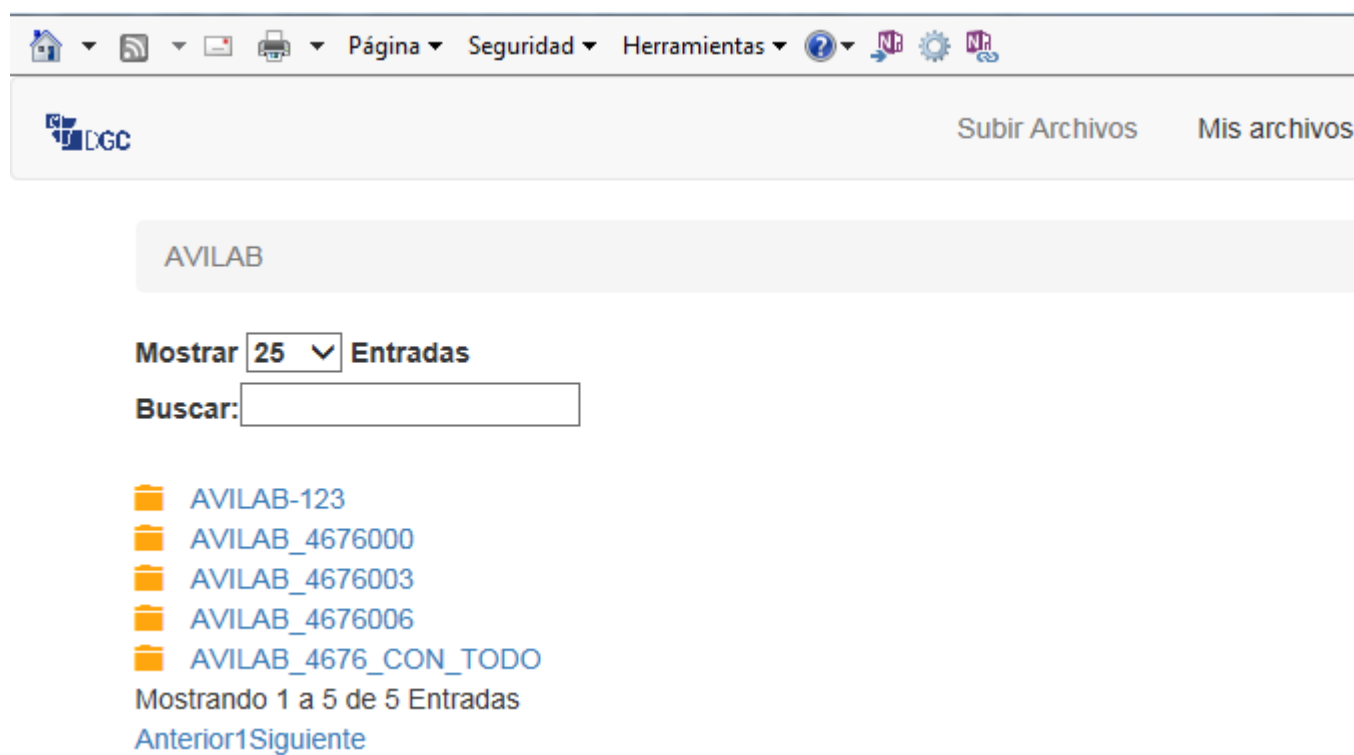 Página Seguridad Herramientas
DGC Subir Archivos Mis archivos
AVILAB
Mostrar 25 Entradas
Buscar:
AVILAB-123
AVILAB_4676000
AVILAB_4676003
AVILAB_4676006
AVILAB_4676_CON_TODO
Mostrando 1 a 5 de 5 Entradas
Anterior1Siguiente